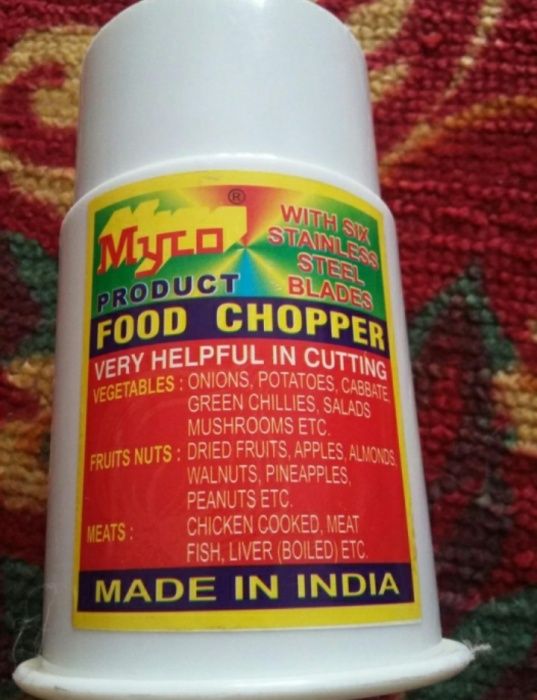 Myco ®
PRODUCT
WITH SIX
STAINLESS
STEEL
BLADES
FOOD CHOPPER
VERY HELPFUL IN CUTTING
VEGETABLES : ONIONS, POTATOES, CABBATE
GREEN CHILLIES, SALADS
MUSHROOMS ETC.
FRUITS NUTS : DRIED FRUITS, APPLES, ALMONDS,
WALNUTS, PINEAPPLES,
PEANUTS ETC.
MEATS : CHICKEN COOKED, MEAT
FISH, LIVER (BOILED) ETC.
MADE IN INDIA